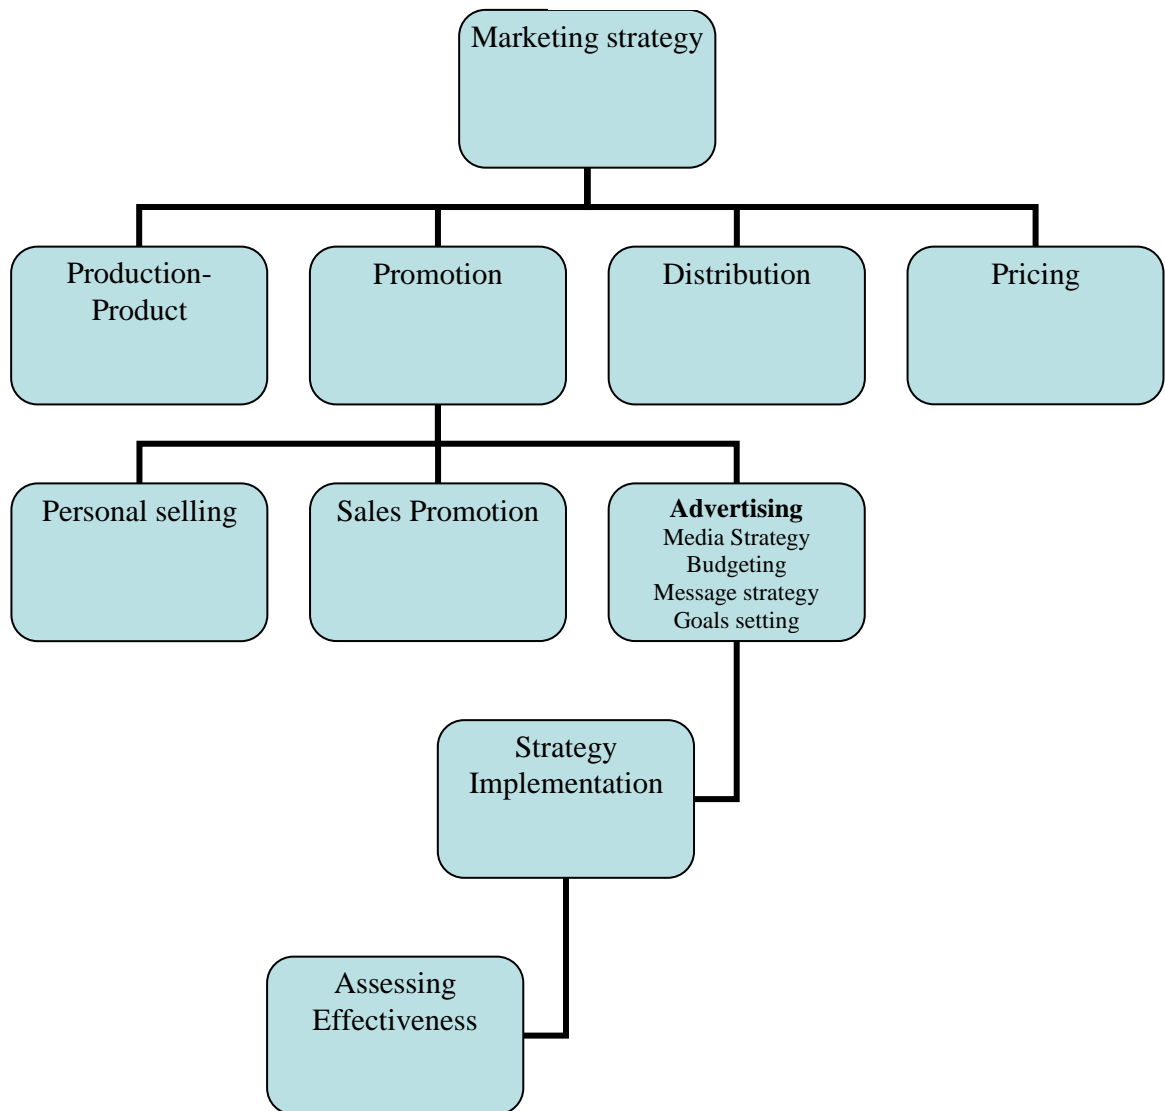 Marketing strategy
Production-
Product
Promotion
Distribution
Pricing
Personal selling
Sales Promotion
Advertising
Media Strategy
Budgeting
Message strategy
Goals setting
Strategy
Implementation
Assessing
Effectiveness